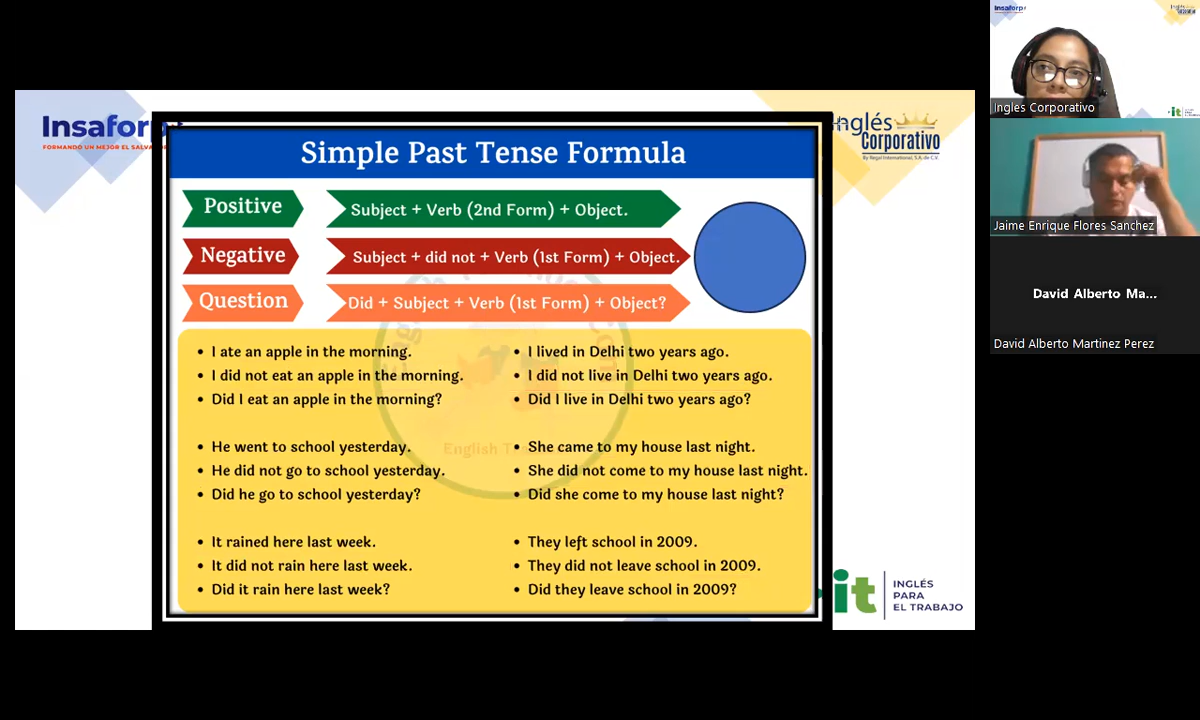 Insaforp
FORMANDO UN MEJOR EL SALVADOR
Inglés
Corporativo
By Regal International, S.A. de C.V.
Simple Past Tense Formula
Positive
Subject + Verb (2nd Form) + Object.
Negative
Subject + did not + Verb (1st Form) + Object.
Question
Did + Subject + Verb (1st Form) + Object?
• I ate an apple in the morning.
• I did not eat an apple in the morning.
• Did I eat an apple in the morning?
• He went to school yesterday.
• He did not go to school yesterday.
• Did he go to school yesterday?
• It rained here last week.
• It did not rain here last week.
• Did it rain here last week?
• I lived in Delhi two years ago.
• I did not live in Delhi two years ago.
• Did I live in Delhi two years ago?
• She came to my house last night.
• She did not come to my house last night.
• Did she come to my house last night?
• They left school in 2009.
• They did not leave school in 2009.
• Did they leave school in 2009?
it
INGLÉS
PARA
EL TRABAJO
Insaforp
Ingles Corporativo
it
Jaime Enrique Flores Sanchez
David Alberto Ma...
David Alberto Martinez Perez